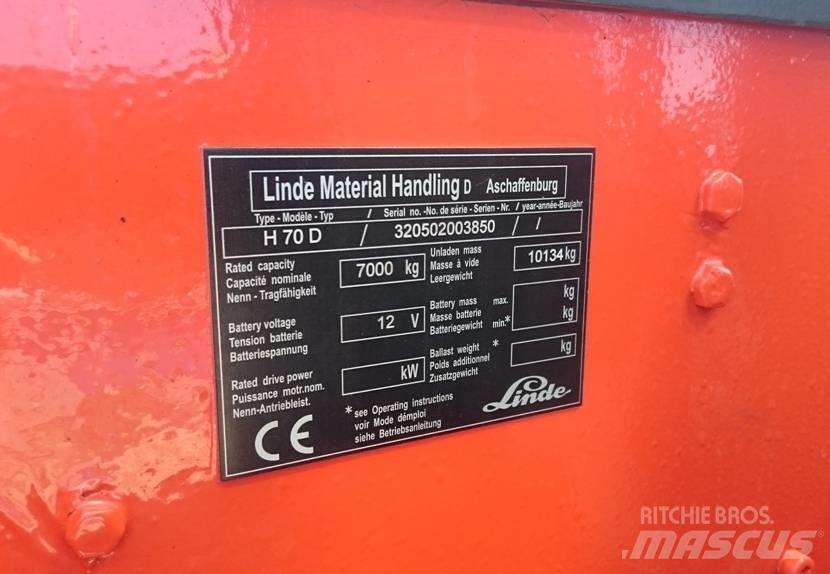 Linde Material Handling D Aschaffenburg
Type - Modèle - Typ / Serial no. -No. de série - Serien - Nr. / year-année-Baujahr
H 70 D / 320502003850 / /
Rated capacity
Capacité nominale
Nenn - Tragfähigkeit
7000 kg
Unladen mass
Masse à vide
Leergewicht
10134 kg
Battery voltage
Tension batterie
Batteriespannung
12 V
Battery mass max.
Masse batterie
Batteriegewicht min.*
kg
kg
Rated drive power
Puissance motr.nom.
Nenn-Antriebleist.
kW
Ballast weight *
Poids additionnel
Zusatzgewicht
kg
CE
* see Operating instructions
voir Mode démploi
siehe Betriebsanleitung
Linde
RITCHIE BROS.
MASCUS